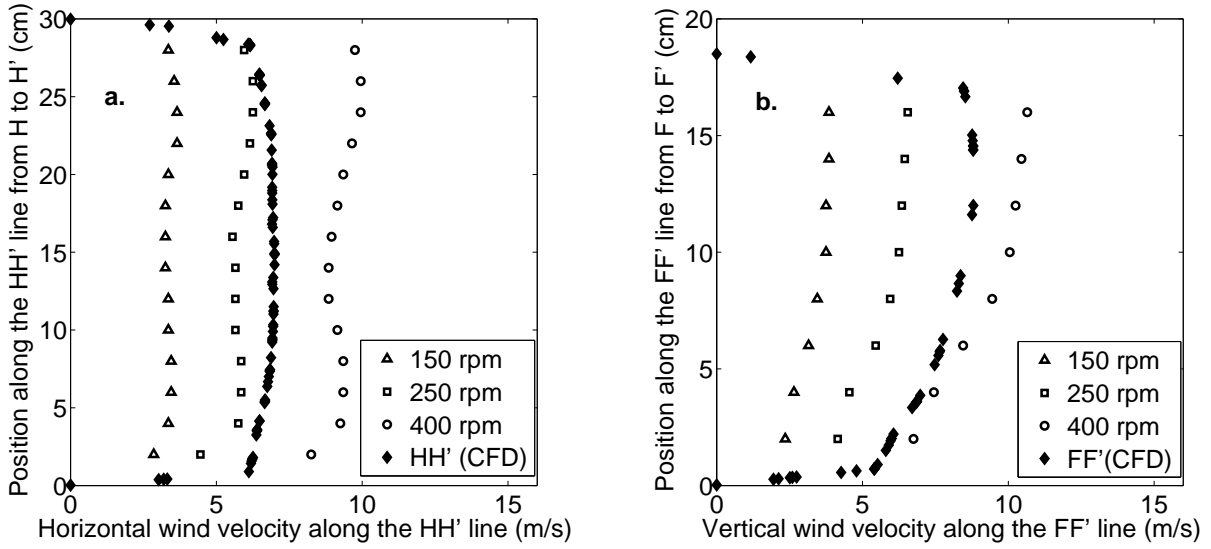 30
25
20
15
10
5
0
Position along the HH' line from H to H' (cm)
a.
150 rpm
250 rpm
400 rpm
HH' (CFD)
0 5 10 15
Horizontal wind velocity along the HH' line (m/s)
20
15
10
5
0
Position along the FF' line from F to F' (cm)
b.
150 rpm
250 rpm
400 rpm
FF'(CFD)
0 5 10 15
Vertical wind velocity along the FF' line (m/s)